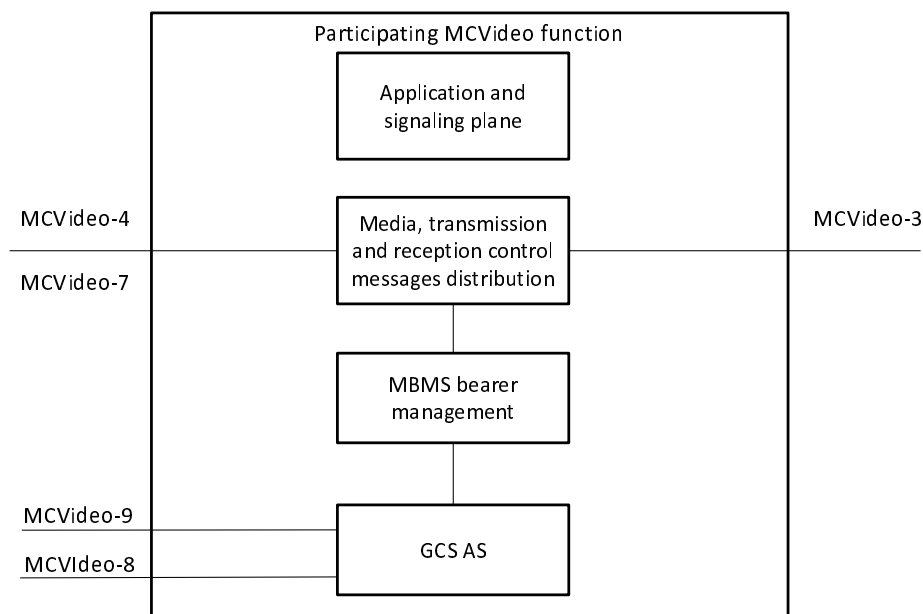 Participating MCVideo function
Application and
signaling plane
MCVideo-4
Media, transmission
and reception control
messages distribution
MCVideo-3
MCVideo-7
MBMS bearer
management
MCVideo-9
GCS AS
MCVIdeo-8